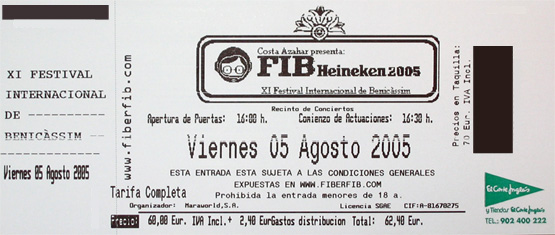 XI FESTIVAL
INTERNACIONAL
DE
BENICÀSSIM
Viernes 05 Agosto 2005
www.fiberfib.com
Costa Azahar presenta:
FIB Heineken 2005
XI Festival Internacional de Benicàssim
Recinto de Conciertos
Apertura de Puertas: 16:00 h. Comienzo de Actuaciones: 16:30 h.
Viernes 05 Agosto 2005
ESTA ENTRADA ESTA SUJETA A LAS CONDICIONES GENERALES
EXPUESTAS EN WWW.FIBERFIB.COM
Tarifa Completa Prohibida la entrada menores de 18 a.
Organizador: Maraworld,S.A. Licencia SGAE CIF:A-81670275
Precio: 60,00 Eur. IVA Incl.+ 2,40 EurGastos distribucion Total: 62,40 Eur.
Precios en Taquilla:
70 Eur. IVA Incl.
El Corte Inglés
y Tiendas El Corte Inglés
TEL.: 902 400 222